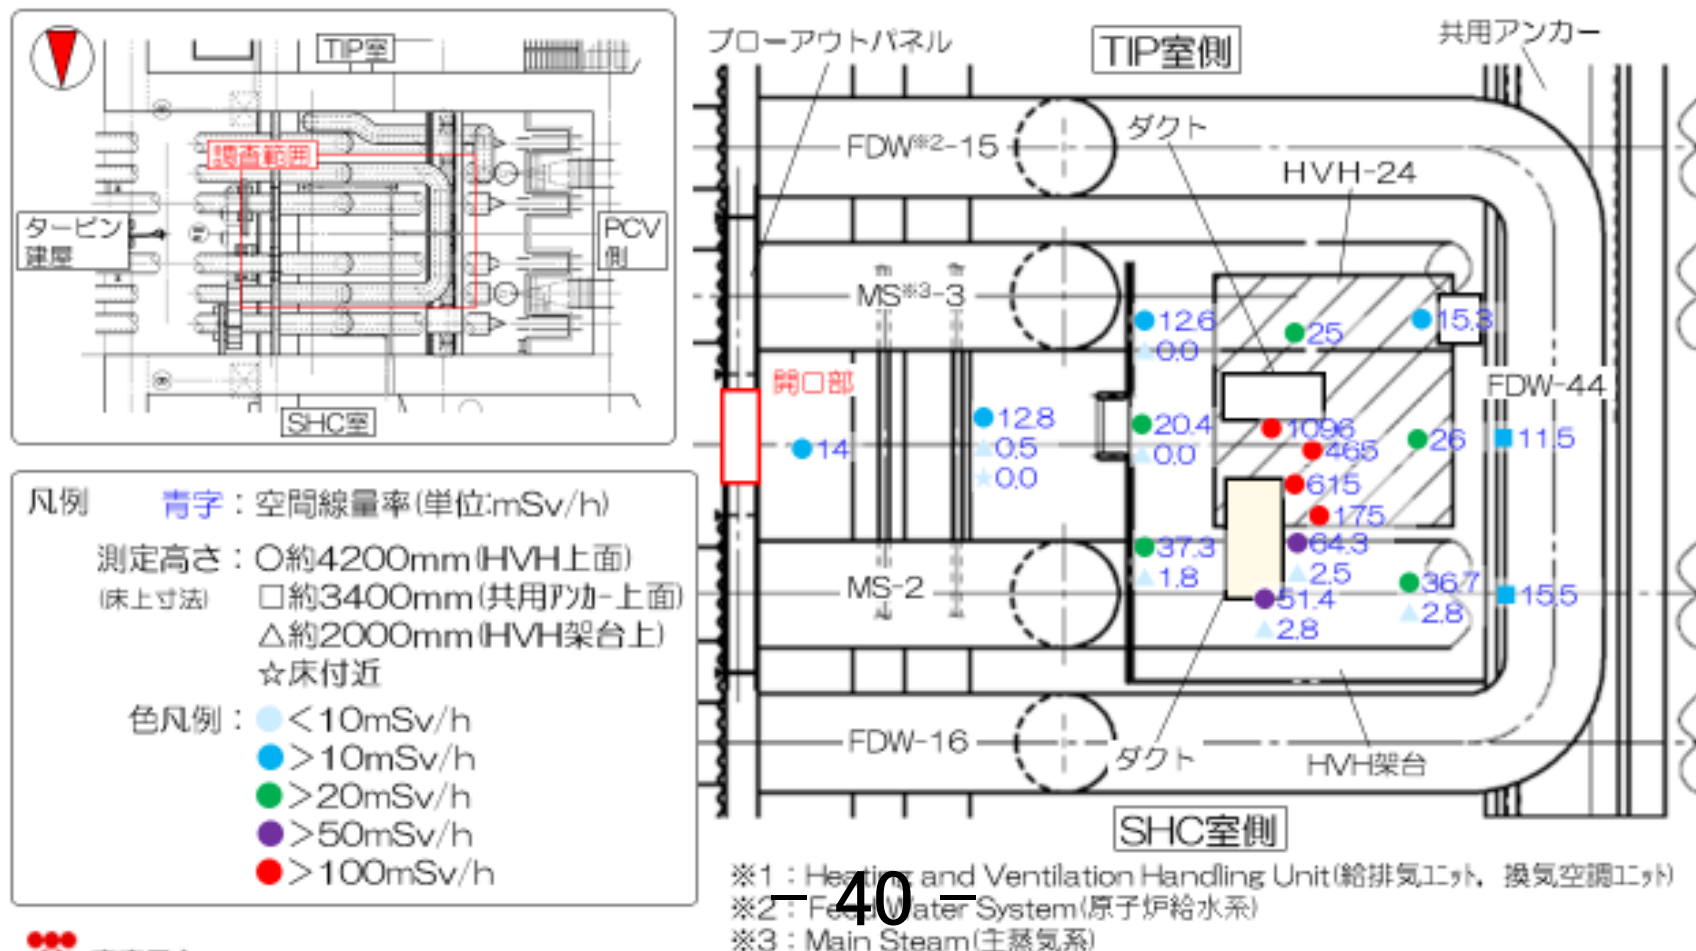 TIP室
調査範囲
タービン
建屋
PCV
側
SHC室
凡例
青字：空間線量率(単位:mSv/h)
測定高さ：〇約4200mm(HVH上面)
(床上寸法)
□約3400mm(共用ｱﾝｶｰ上面)
△約2000mm(HVH架台上)
☆床付近
色凡例：
＜10mSv/h
＞10mSv/h
＞20mSv/h
＞50mSv/h
＞100mSv/h
ブローアウトパネル
TIP室側
共用アンカー
FDW※2-15
ダクト
HVH-24
MS※3-3
12.6
0.0
25
15.3
開口部
FDW-44
14
12.8
0.5
0.0
20.4
0.0
1096
465
26
11.5
615
175
37.3
1.8
64.3
2.5
36.7
2.8
15.5
MS-2
51.4
2.8
FDW-16
ダクト
HVH架台
SHC室側
※1：Heating and Ventilation Handling Unit(給排気ﾕﾆｯﾄ，換気空調ﾕﾆｯﾄ)
※2：Feed Water System(原子炉給水系)
※3：Main Steam(主蒸気系)
- 40 -